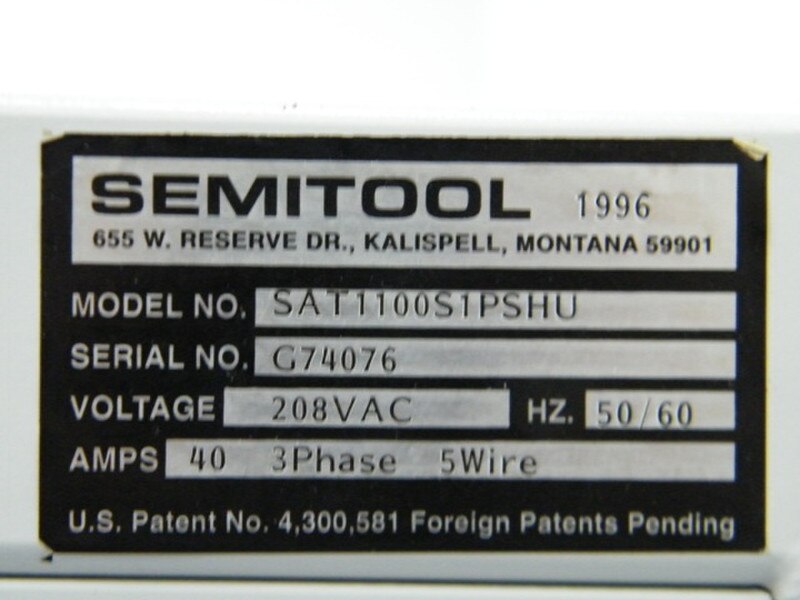 SEMITOOL 1996
655 W. RESERVE DR., KALISPELL, MONTANA 59901
MODEL NO. SAT1100S1PSHU
SERIAL NO. G74076
VOLTAGE 208VAC HZ. 50/60
AMPS 40 3Phase 5Wire
U.S. Patent No. 4,300,581 Foreign Patents Pending